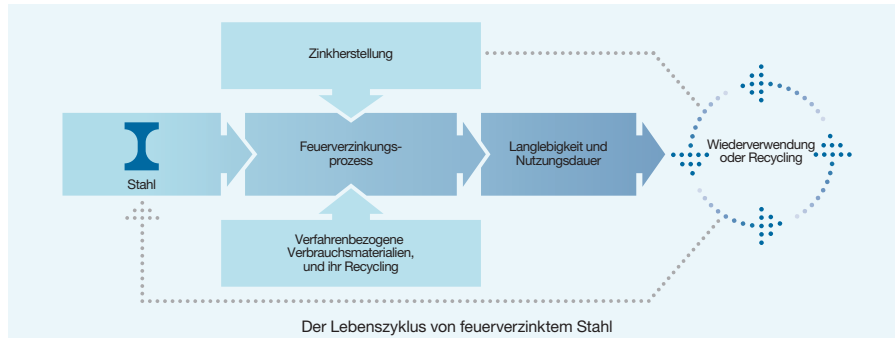 Zinkherstellung
Stahl
Feuerverzinkungs-
prozess
Langlebigkeit und
Nutzungsdauer
Wiederverwendung
oder Recycling
Verfahrenbezogene
Verbrauchsmaterialien,
und ihr Recycling
Der Lebenszyklus von feuerverzinktem Stahl